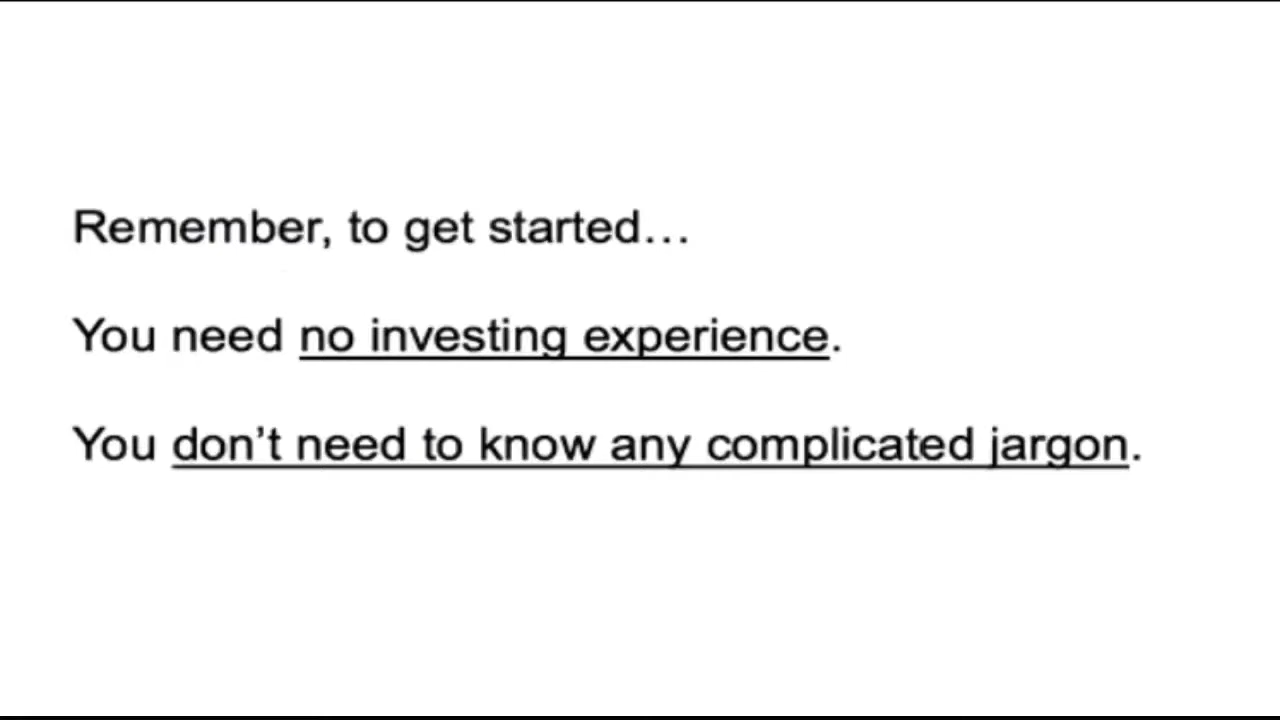 Remember, to get started…
You need no investing experience.
You don’t need to know any complicated jargon.